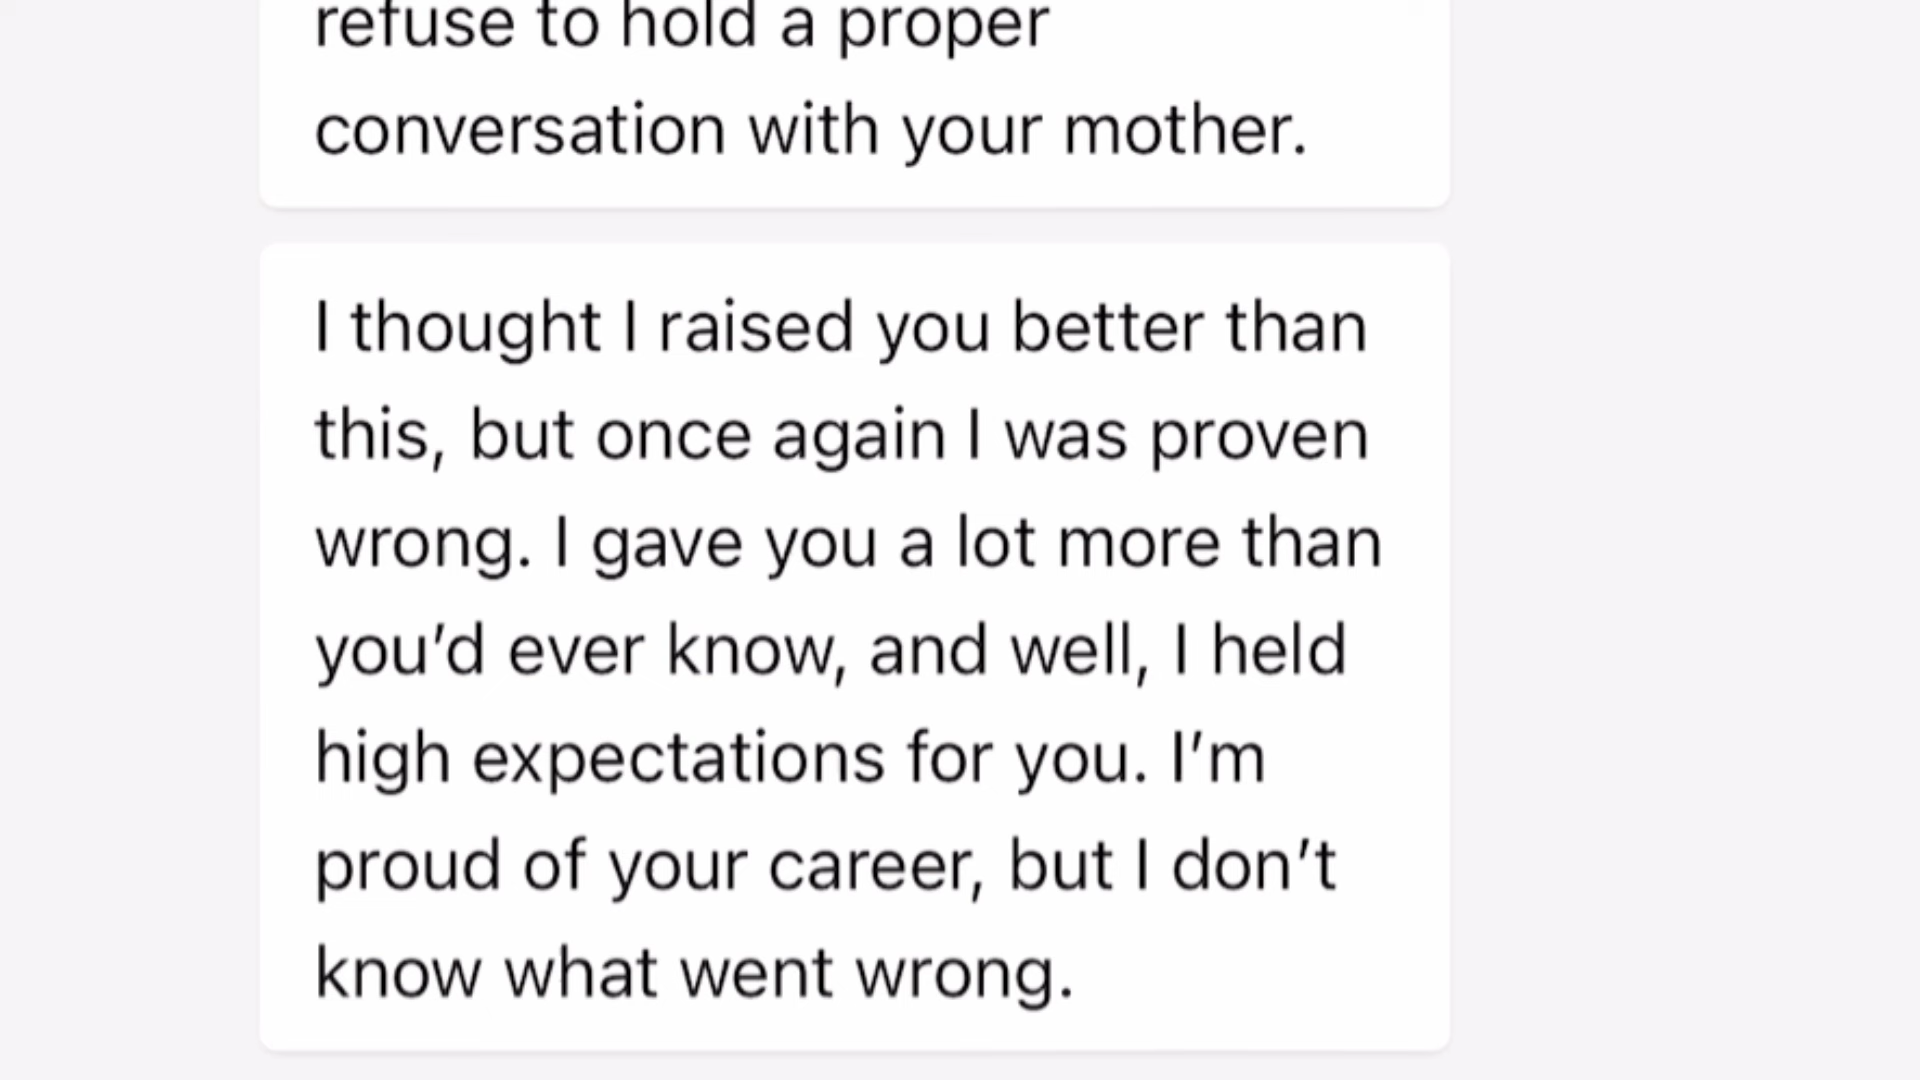 refuse to hold a proper
conversation with your mother.
I thought I raised you better than
this, but once again I was proven
wrong. I gave you a lot more than
you’d ever know, and well, I held
high expectations for you. I’m
proud of your career, but I don’t
know what went wrong.